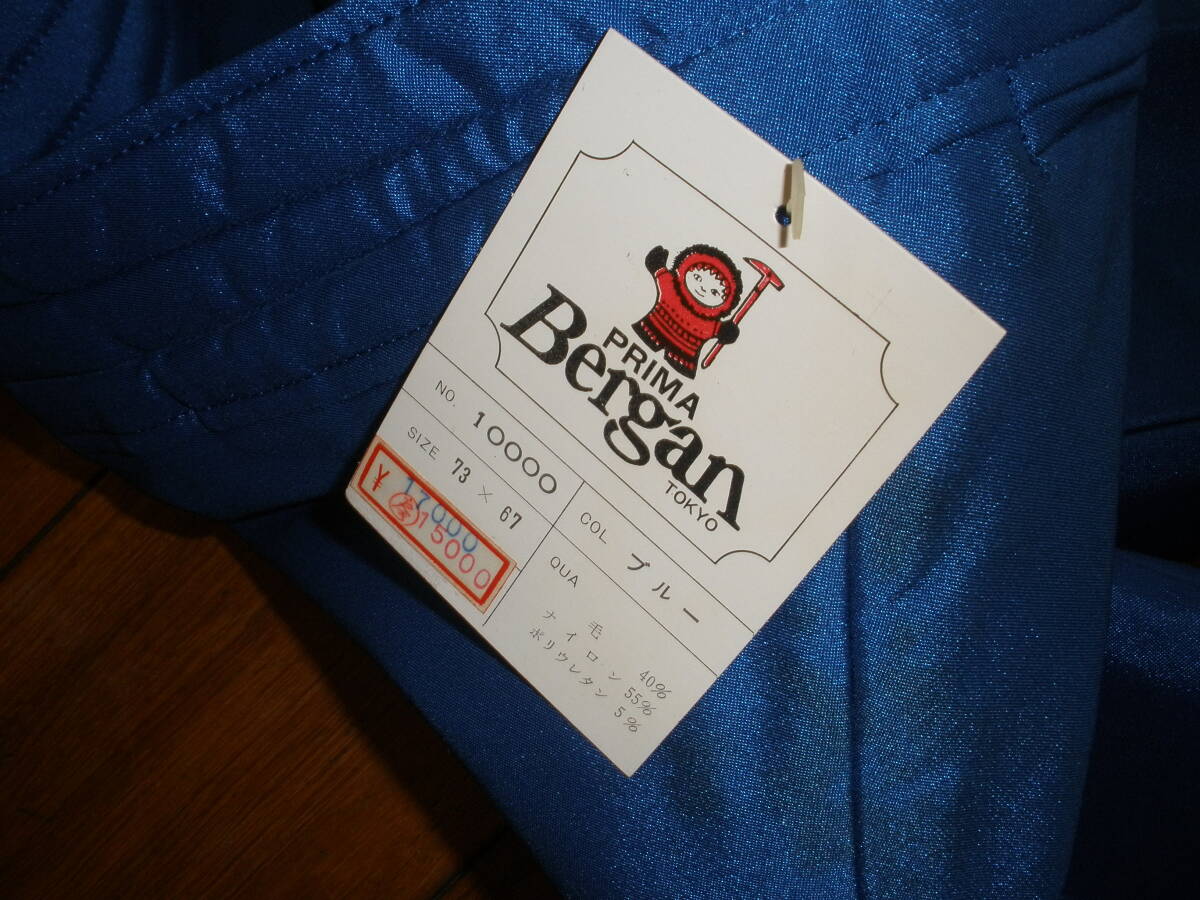 PRIMA
Bergan
TOKYO
NO. 10000
SIZE 73 × 67
¥ 17000
15000
COL ブルー
QUA
毛 40%
ナイロン 55%
ポリウレタン 5%